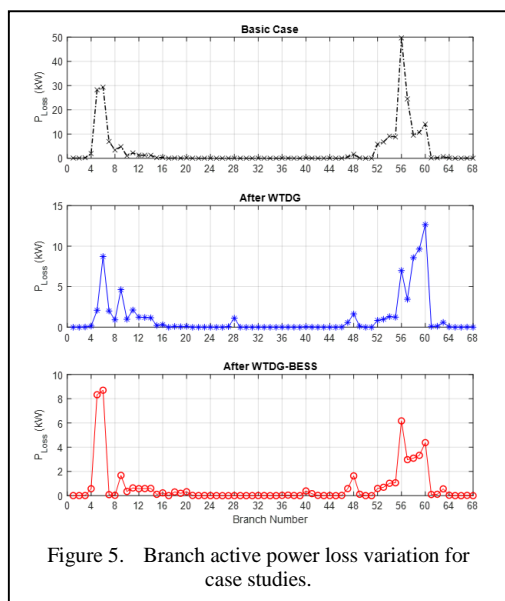 Basic Case
50
40
30
20
10
0
P_Loss (kW)
0 4 8 12 16 20 24 28 32 36 40 44 48 52 56 60 64 68
After WTDG
15
10
5
0
P_Loss (kW)
0 4 8 12 16 20 24 28 32 36 40 44 48 52 56 60 64 68
After WTDG-BESS
10
8
6
4
2
0
P_Loss (kW)
0 4 8 12 16 20 24 28 32 36 40 44 48 52 56 60 64 68
Branch Number
Figure 5. Branch active power loss variation for
case studies.